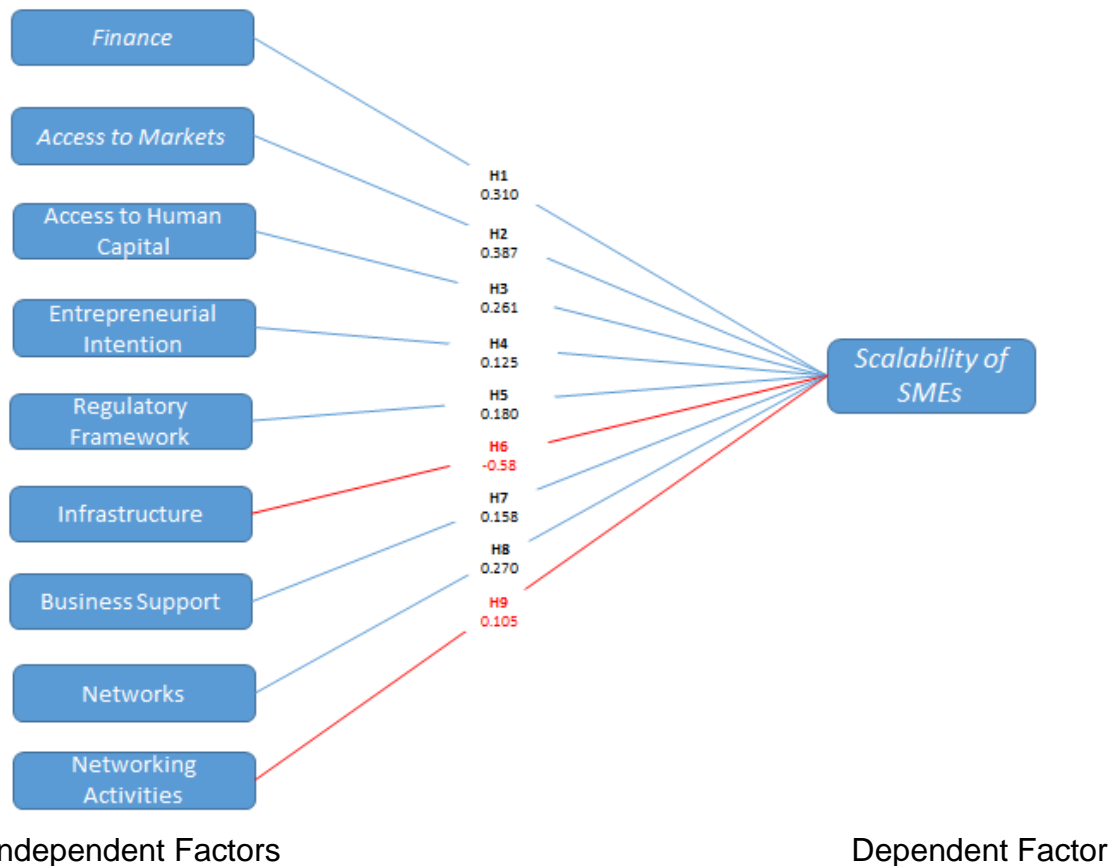 Finance
Access to Markets
Access to Human
Capital
Entrepreneurial
Intention
Regulatory
Framework
Infrastructure
Business Support
Networks
Networking
Activities
H1
0.310
H2
0.387
H3
0.261
H4
0.125
H5
0.180
H6
-0.58
H7
0.158
H8
0.270
H9
0.105
Scalability of
SMEs
ndependent Factors
Dependent Factor